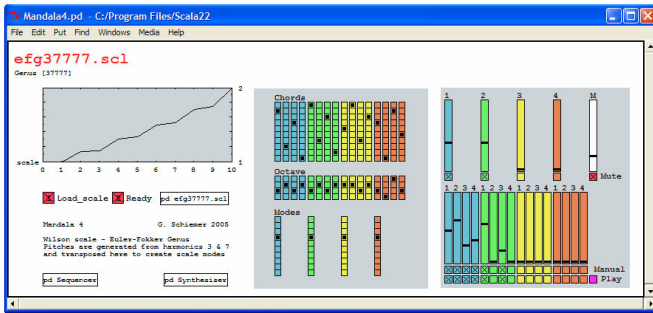 Mandala4.pd - C:/Program Files/Scala22
File Edit Put Find Windows Media Help
efg37777.scl
Genus [37777]
2
scale
1
0 1 2 3 4 5 6 7 8 9 10
Load_scale Ready pd efg37777.scl
Mandala 4 G. Schiemer 2005
Wilson scale - Euler-Fokker Genus
Pitches are generated from harmonics 3 & 7
and transposed here to create scale modes
pd Sequencer pd Synthesiser
Chords
Octave
Modes
1 2 3 4 M
Mute
1 2 3 4 1 2 3 4 1 2 3 4 1 2 3 4
Manual
Play